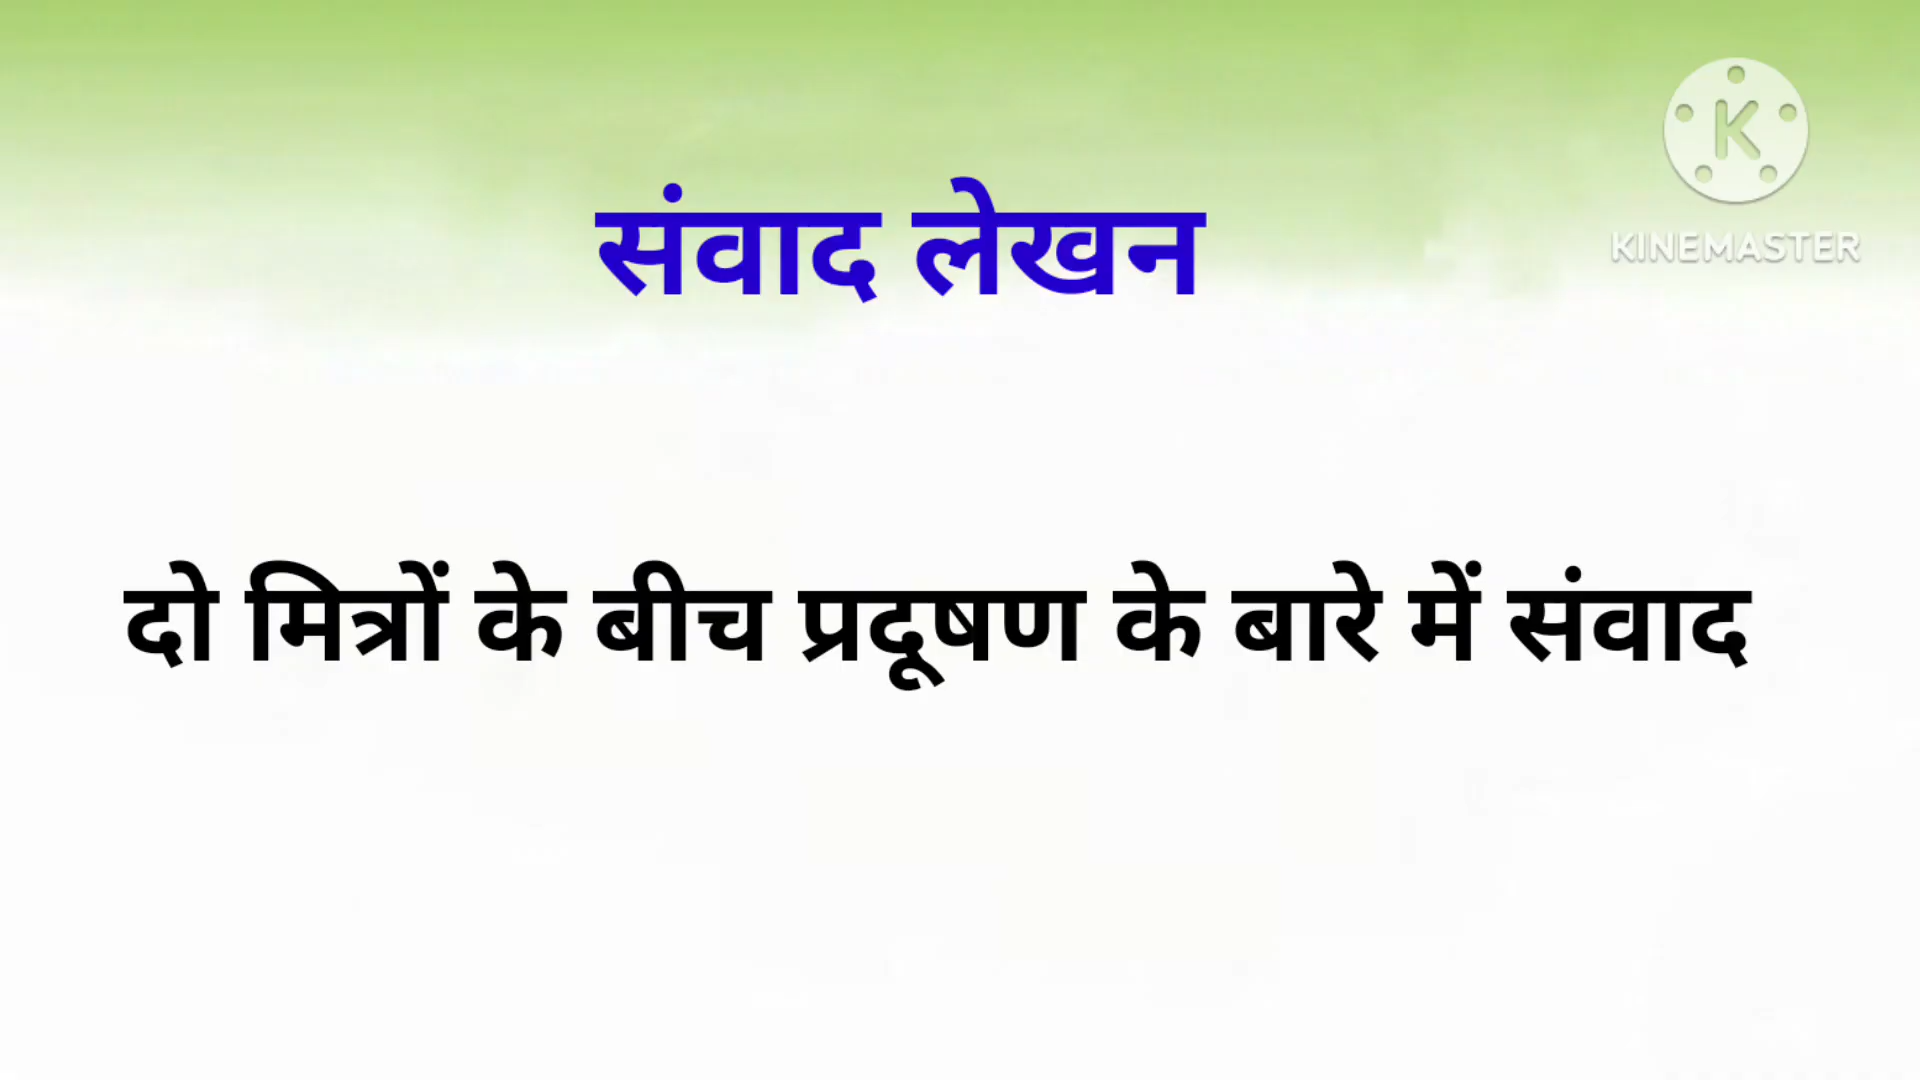 संवाद लेखन
K
KINEMASTER
दो मित्रों के बीच प्रदूषण के बारे में संवाद